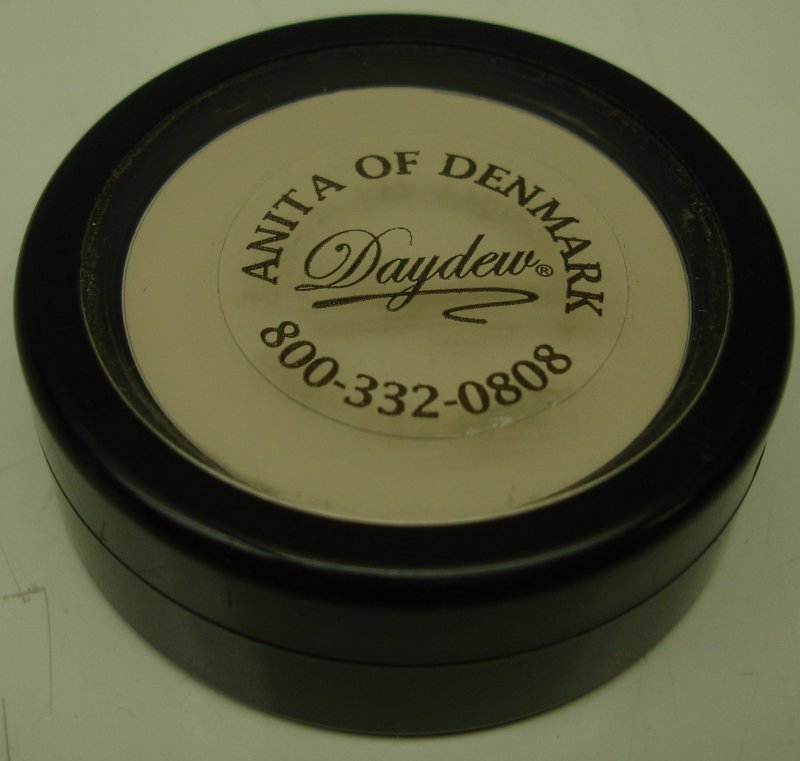 ANITA OF DENMARK
Daydew®
800-332-0808